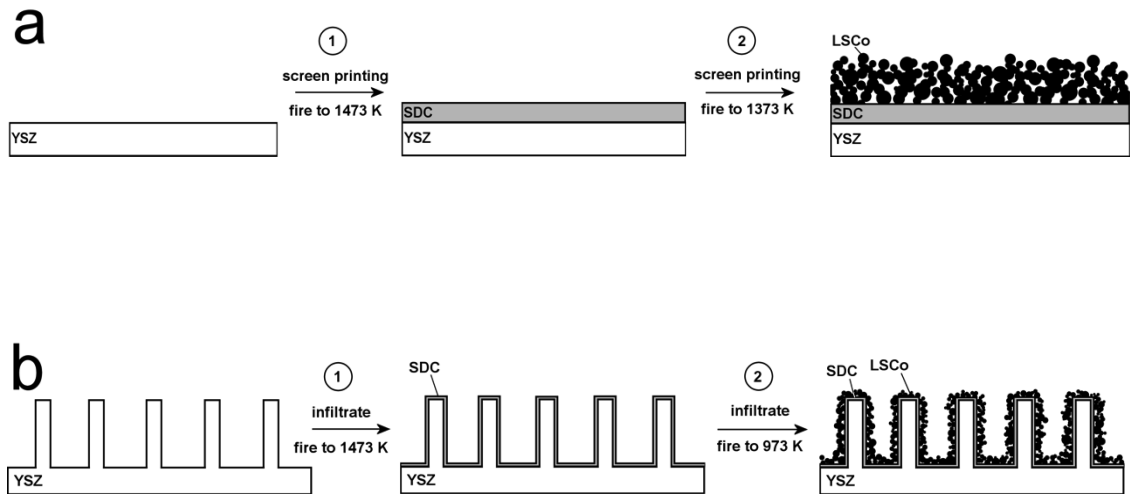 a
1
screen printing
fire to 1473 K
2
screen printing
fire to 1373 K
LSCo
YSZ
SDC
YSZ
SDC
YSZ
b
1
infiltrate
fire to 1473 K
2
infiltrate
fire to 973 K
SDC
SDC
LSCo
YSZ
YSZ
YSZ